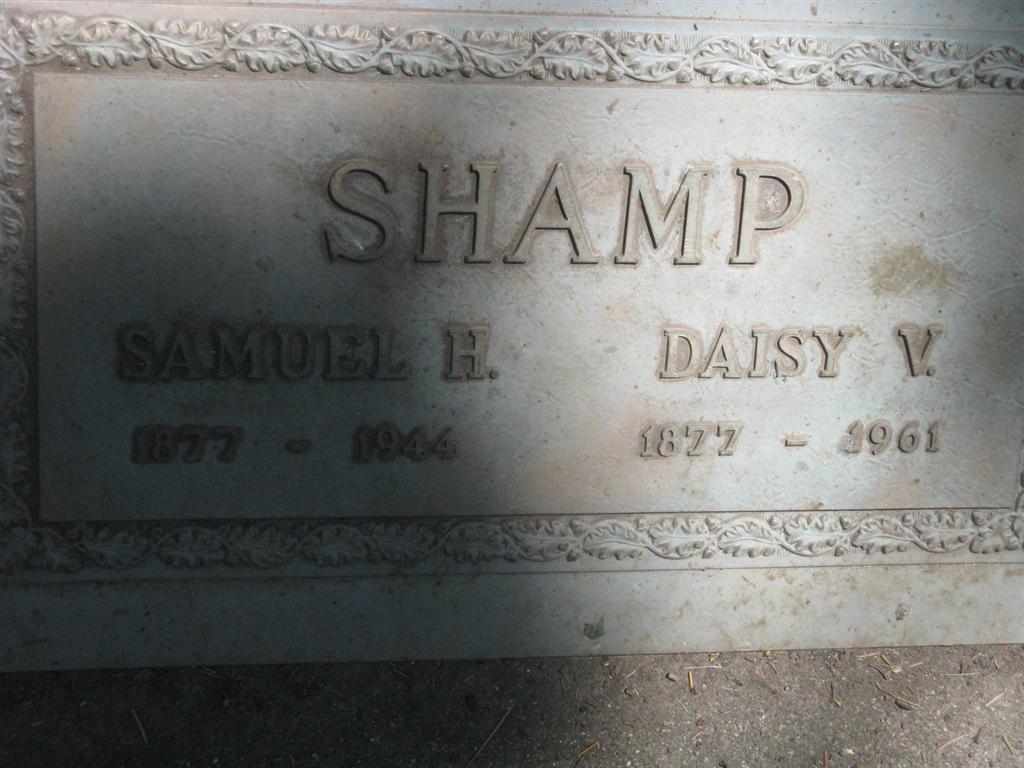 SHAMP
SAMUEL H. DAISY V.
1877 - 1944 1877 - 1961